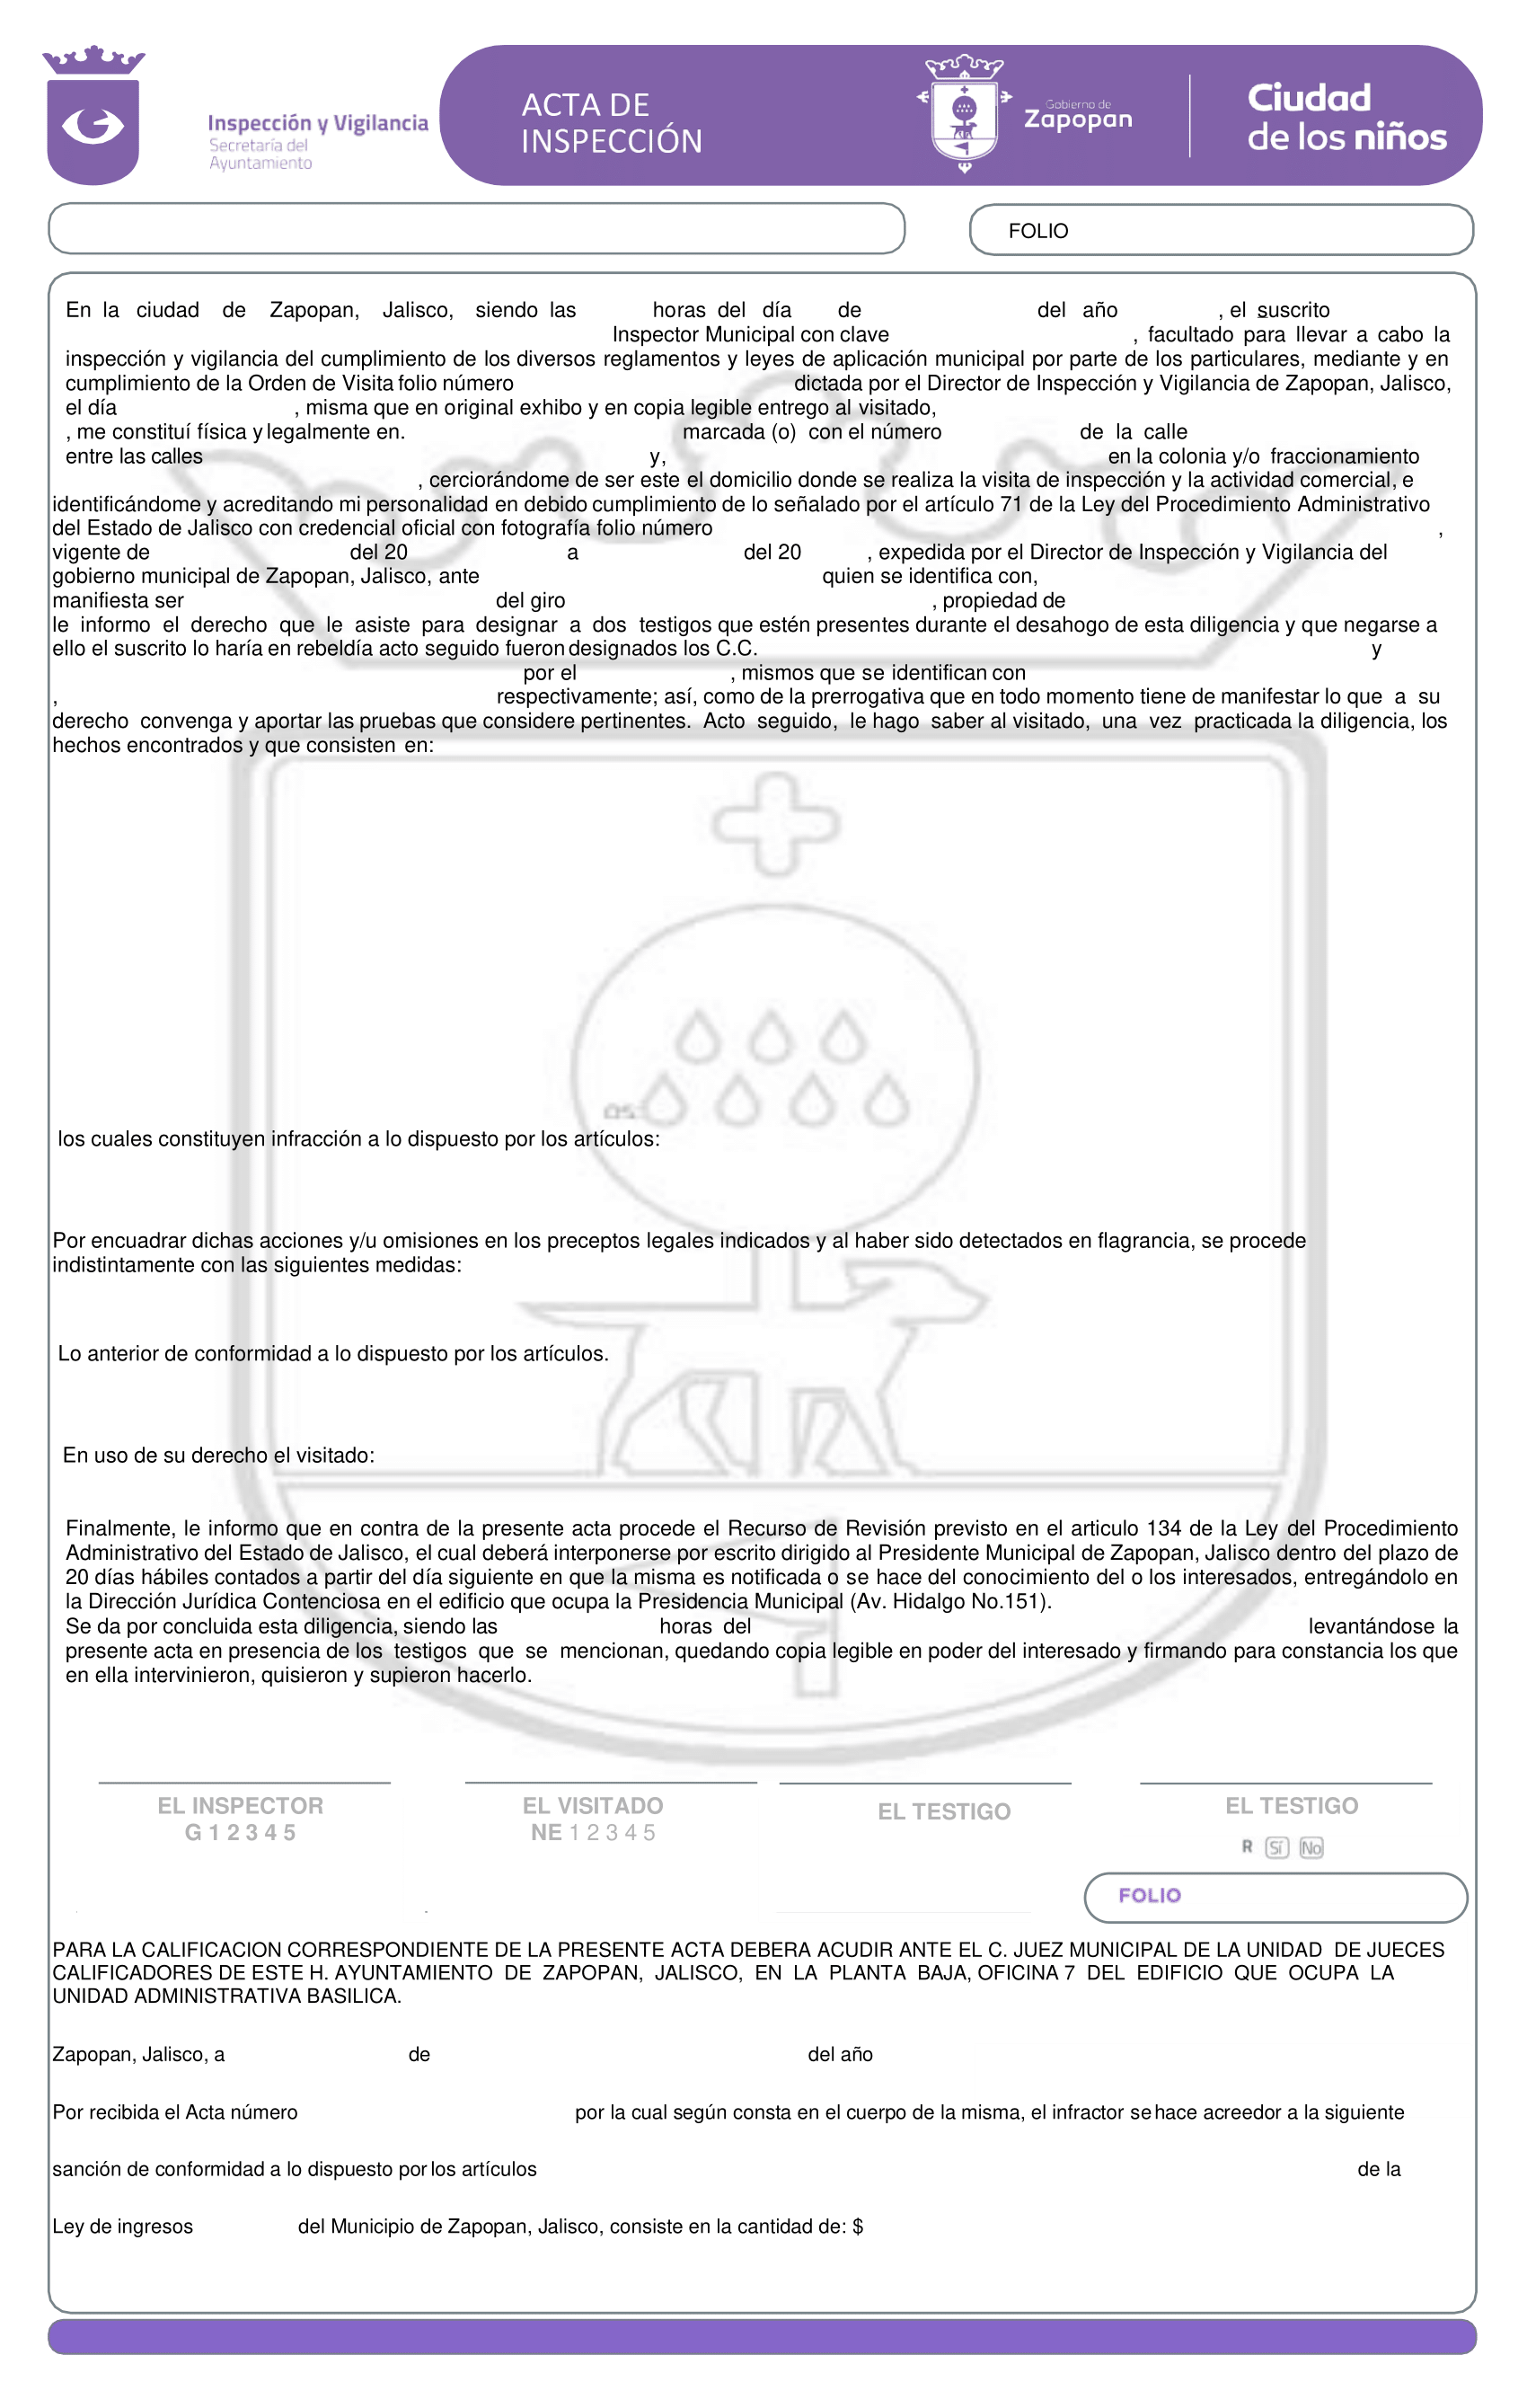 Inspección y Vigilancia
Secretaría del
Ayuntamiento
ACTA DE
INSPECCIÓN
Gobierno de
Zapopan
Ciudad
de los niños
FOLIO
En la ciudad de Zapopan, Jalisco, siendo las horas del día de del año , el suscrito
Inspector Municipal con clave , facultado para llevar a cabo la
inspección y vigilancia del cumplimiento de los diversos reglamentos y leyes de aplicación municipal por parte de los particulares, mediante y en
cumplimiento de la Orden de Visita folio número dictada por el Director de Inspección y Vigilancia de Zapopan, Jalisco,
el día , misma que en original exhibo y en copia legible entrego al visitado,
, me constituí física y legalmente en. marcada (o) con el número de la calle
entre las calles y, en la colonia y/o fraccionamiento
, cerciorándome de ser este el domicilio donde se realiza la visita de inspección y la actividad comercial, e
identificándome y acreditando mi personalidad en debido cumplimiento de lo señalado por el artículo 71 de la Ley del Procedimiento Administrativo
del Estado de Jalisco con credencial oficial con fotografía folio número ,
vigente de del 20 a del 20 , expedida por el Director de Inspección y Vigilancia del
gobierno municipal de Zapopan, Jalisco, ante quien se identifica con,
manifiesta ser del giro , propiedad de
le informo el derecho que le asiste para designar a dos testigos que estén presentes durante el desahogo de esta diligencia y que negarse a
ello el suscrito lo haría en rebeldía acto seguido fueron designados los C.C. y
por el , mismos que se identifican con
, respectivamente; así, como de la prerrogativa que en todo momento tiene de manifestar lo que a su
derecho convenga y aportar las pruebas que considere pertinentes. Acto seguido, le hago saber al visitado, una vez practicada la diligencia, los
hechos encontrados y que consisten en:
los cuales constituyen infracción a lo dispuesto por los artículos:
Por encuadrar dichas acciones y/u omisiones en los preceptos legales indicados y al haber sido detectados en flagrancia, se procede
indistintamente con las siguientes medidas:
Lo anterior de conformidad a lo dispuesto por los artículos.
En uso de su derecho el visitado:
Finalmente, le informo que en contra de la presente acta procede el Recurso de Revisión previsto en el articulo 134 de la Ley del Procedimiento
Administrativo del Estado de Jalisco, el cual deberá interponerse por escrito dirigido al Presidente Municipal de Zapopan, Jalisco dentro del plazo de
20 días hábiles contados a partir del día siguiente en que la misma es notificada o se hace del conocimiento del o los interesados, entregándolo en
la Dirección Jurídica Contenciosa en el edificio que ocupa la Presidencia Municipal (Av. Hidalgo No.151).
Se da por concluida esta diligencia, siendo las horas del levantándose la
presente acta en presencia de los testigos que se mencionan, quedando copia legible en poder del interesado y firmando para constancia los que
en ella intervinieron, quisieron y supieron hacerlo.
EL INSPECTOR
G 1 2 3 4 5
EL VISITADO
NE 1 2 3 4 5
EL TESTIGO
EL TESTIGO
R Sí No
FOLIO
PARA LA CALIFICACION CORRESPONDIENTE DE LA PRESENTE ACTA DEBERA ACUDIR ANTE EL C. JUEZ MUNICIPAL DE LA UNIDAD DE JUECES
CALIFICADORES DE ESTE H. AYUNTAMIENTO DE ZAPOPAN, JALISCO, EN LA PLANTA BAJA, OFICINA 7 DEL EDIFICIO QUE OCUPA LA
UNIDAD ADMINISTRATIVA BASILICA.
Zapopan, Jalisco, a de del año
Por recibida el Acta número por la cual según consta en el cuerpo de la misma, el infractor se hace acreedor a la siguiente
sanción de conformidad a lo dispuesto por los artículos de la
Ley de ingresos del Municipio de Zapopan, Jalisco, consiste en la cantidad de: $